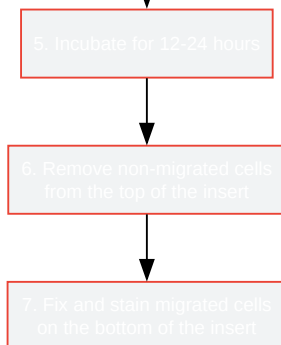 5. Incubate for 12-24 hours
6. Remove non-migrated cells
from the top of the insert
7. Fix and stain migrated cells
on the bottom of the insert